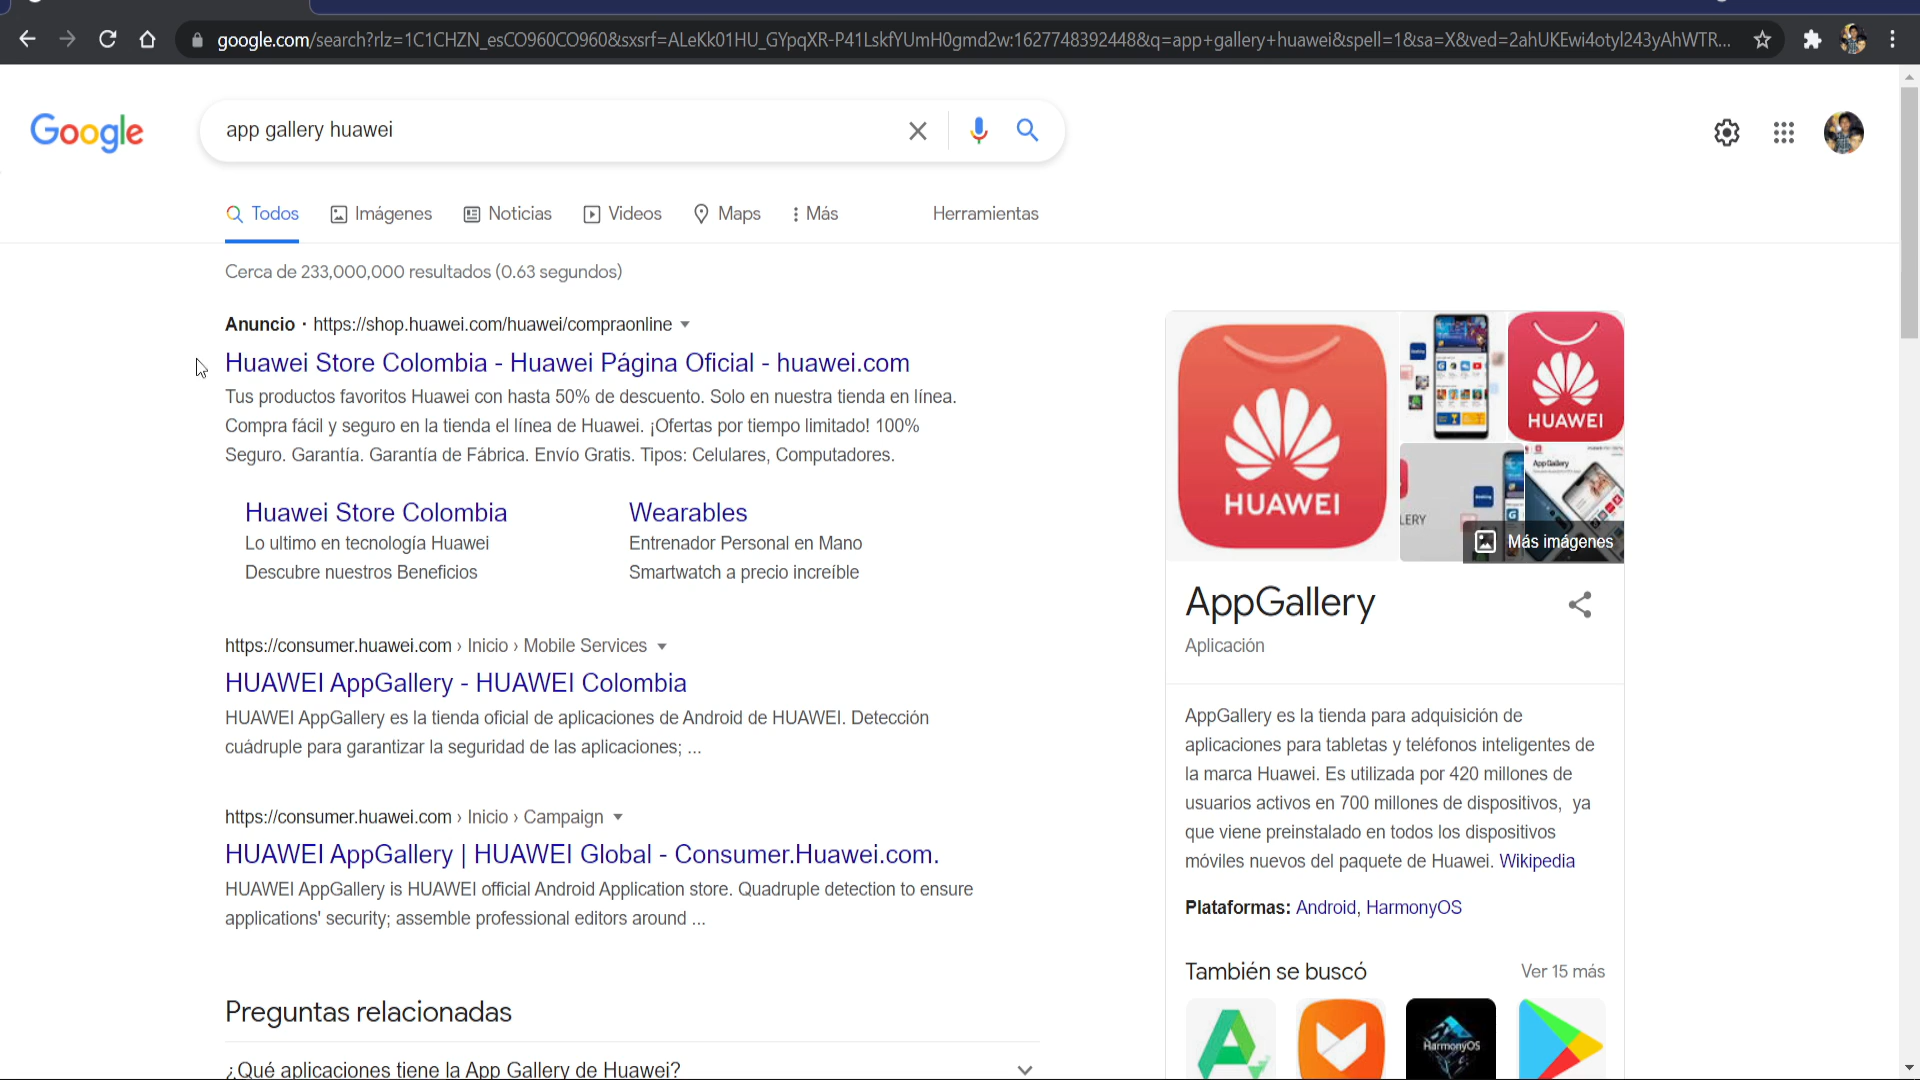 google.com/search?rlz=1C1CHZN_esCO960CO960&sxsrf=ALeKk01HU_GYpqXR-P41LskfYUmH0gmd2w:1627748392448&q=app+gallery+huawei&spell=1&sa=X&ved=2ahUKEwi4otyl243yAhWTR...
Google
app gallery huawei
Todos
Imágenes
Noticias
Videos
Maps
Más
Herramientas
Cerca de 233,000,000 resultados (0.63 segundos)
Anuncio · https://shop.huawei.com/huawei/compraonline
Huawei Store Colombia - Huawei Página Oficial - huawei.com
Tus productos favoritos Huawei con hasta 50% de descuento. Solo en nuestra tienda en línea.
Compra fácil y seguro en la tienda el línea de Huawei. ¡Ofertas por tiempo limitado! 100%
Seguro. Garantía. Garantía de Fábrica. Envío Gratis. Tipos: Celulares, Computadores.
Huawei Store Colombia
Lo ultimo en tecnología Huawei
Descubre nuestros Beneficios
Wearables
Entrenador Personal en Mano
Smartwatch a precio increíble
https://consumer.huawei.com › Inicio › Mobile Services
HUAWEI AppGallery - HUAWEI Colombia
HUAWEI AppGallery es la tienda oficial de aplicaciones de Android de HUAWEI. Detección
cuádruple para garantizar la seguridad de las aplicaciones; ...
https://consumer.huawei.com › Inicio › Campaign
HUAWEI AppGallery | HUAWEI Global - Consumer.Huawei.com.
HUAWEI AppGallery is HUAWEI official Android Application store. Quadruple detection to ensure
applications' security; assemble professional editors around ...
Preguntas relacionadas
¿Qué aplicaciones tiene la App Gallery de Huawei?
HUAWEI
HUAWEI
LERY
AppGallery
Más imágenes
AppGallery
Aplicación
AppGallery es la tienda para adquisición de
aplicaciones para tabletas y teléfonos inteligentes de
la marca Huawei. Es utilizada por 420 millones de
usuarios activos en 700 millones de dispositivos, ya
que viene preinstalado en todos los dispositivos
móviles nuevos del paquete de Huawei. Wikipedia
Plataformas: Android, HarmonyOS
También se buscó
Ver 15 más
HarmonyOS